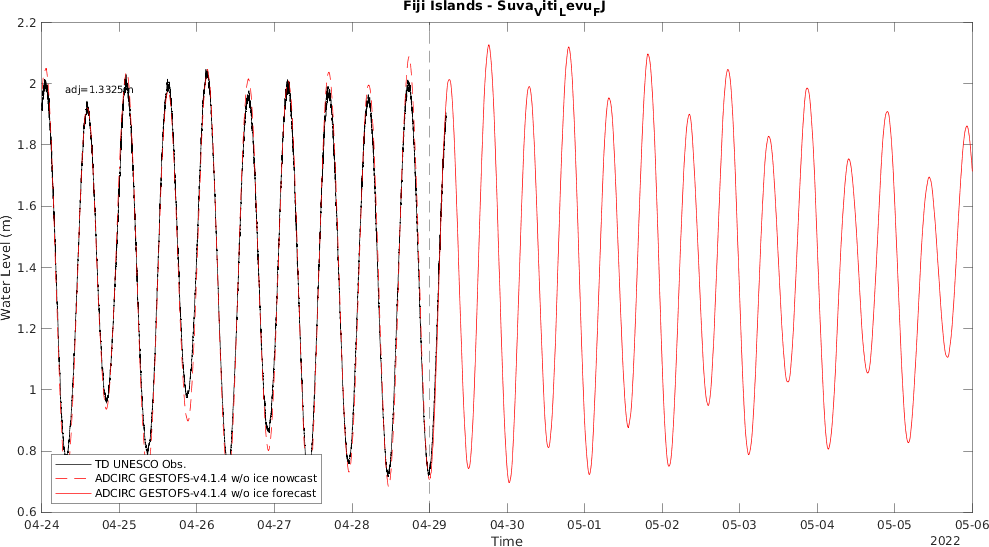 Fiji Islands - SuvaVitiLevuFJ
2.2
2
1.8
1.6
1.4
1.2
1
0.8
0.6
Water Level (m)
adj=1.3325m
TD UNESCO Obs.
ADCIRC GESTOFS-v4.1.4 w/o ice nowcast
ADCIRC GESTOFS-v4.1.4 w/o ice forecast
04-24 04-25 04-26 04-27 04-28 04-29 04-30 05-01 05-02 05-03 05-04 05-05 05-06
Time
2022